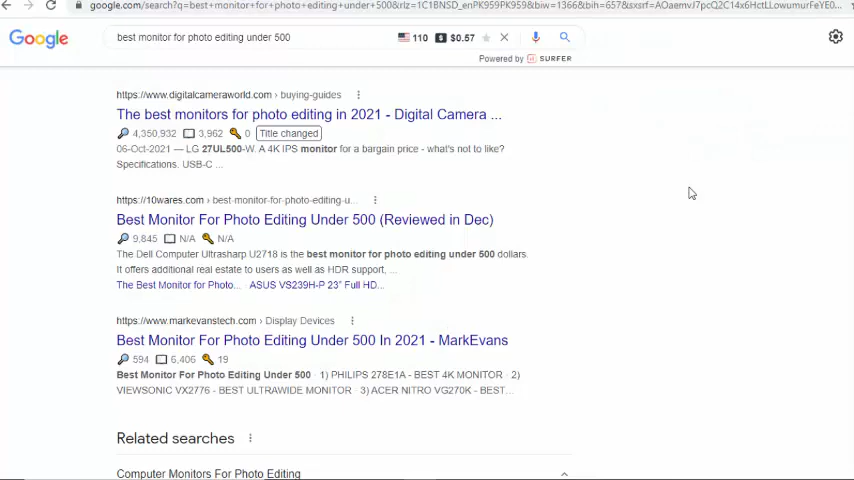 google.com/search?q=best+monitor+for+photo+editing+under+500&rlz=1C1BNSD_enPK959PK959&biw=1366&bih=657&sxsrf=
Google
best monitor for photo editing under 500
110 $0.57
Powered by SURFER
https://www.digitalcameraworld.com › buying-guides
The best monitors for photo editing in 2021 - Digital Camera ...
4,350,932 3,962 0 Title changed
06-Oct-2021 — LG 27UL500-W. A 4K IPS monitor for a bargain price - what's not to like?
Specifications. USB-C ...
https://10wares.com › best-monitor-for-photo-editing-u...
Best Monitor For Photo Editing Under 500 (Reviewed in Dec)
9,845 N/A N/A
The Dell Computer Ultrasharp U2718 is the best monitor for photo editing under 500 dollars.
It offers additional real estate to users as well as HDR support, ...
The Best Monitor for Photo... · ASUS VS239H-P 23" Full HD...
https://www.markevanstech.com › Display Devices
Best Monitor For Photo Editing Under 500 In 2021 - MarkEvans
594 6,406 19
Best Monitor For Photo Editing Under 500 · 1) PHILIPS 278E1A - BEST 4K MONITOR · 2)
VIEWSONIC VX2776 - BEST ULTRAWIDE MONITOR · 3) ACER NITRO VG270K - BEST...
Related searches
Computer Monitors For Photo Editing